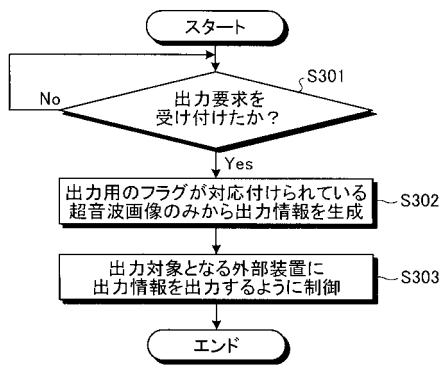 スタート
S301
出力要求を
受け付けたか？
No
Yes
出力用のフラグが対応付けられている
超音波画像のみから出力情報を生成
S302
出力対象となる外部装置に
出力情報を出力するように制御
S303
エンド